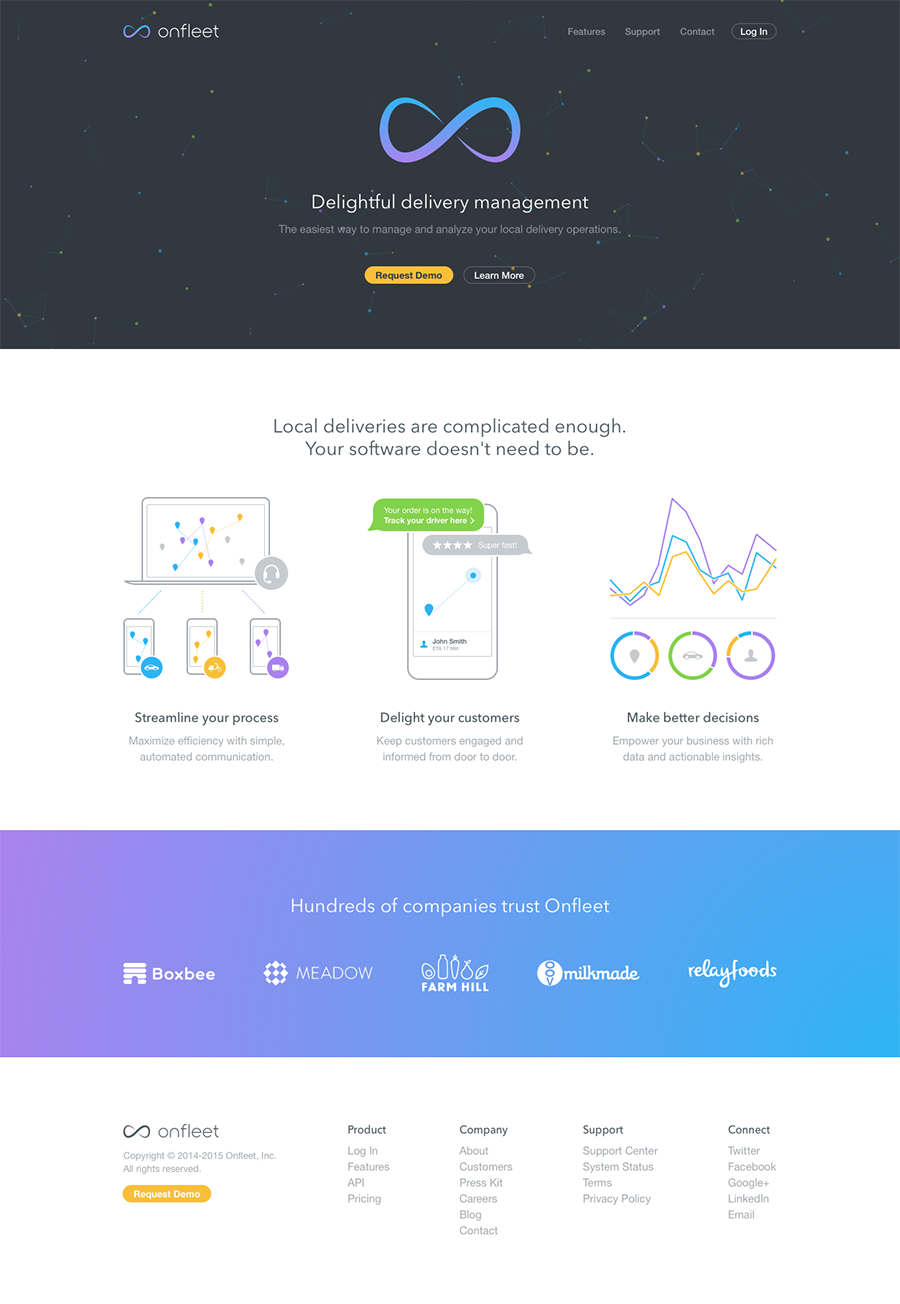 onfleet
Features Support Contact Log In
Delightful delivery management
The easiest way to manage and analyze your local delivery operations.
Request Demo Learn More
Local deliveries are complicated enough.
Your software doesn't need to be.
Your order is on the way!
Track your driver here >
★★★★ Super fast!
John Smith
Streamline your process
Maximize efficiency with simple,
automated communication.
Delight your customers
Keep customers engaged and
informed from door to door.
Make better decisions
Empower your business with rich
data and actionable insights.
Hundreds of companies trust Onfleet
Boxbee
MEADOW
FARM HILL
milkmade
relayfoods
onfleet
Copyright © 2014-2015 Onfleet, Inc.
All rights reserved.
Request Demo
Product
Log In
Features
API
Pricing
Company
About
Customers
Press Kit
Careers
Blog
Contact
Support
Support Center
System Status
Terms
Privacy Policy
Connect
Twitter
Facebook
Google+
LinkedIn
Email